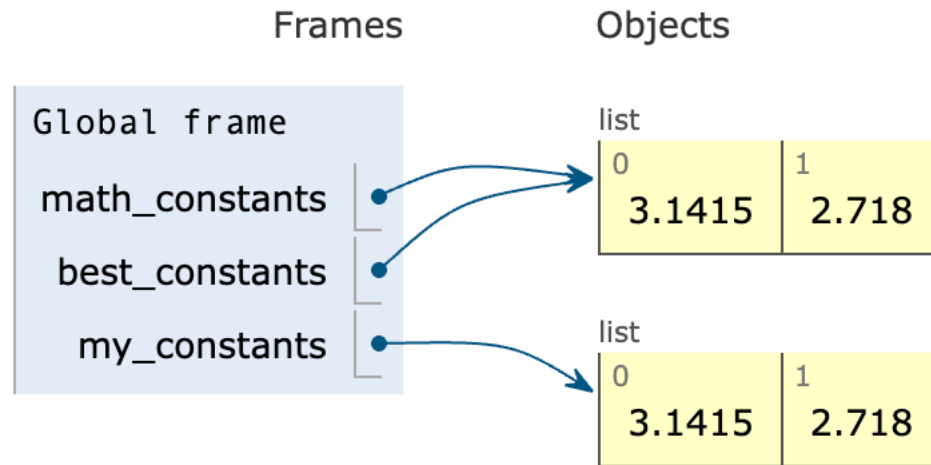 Frames
Objects
Global frame
math_constants
best_constants
my_constants
list
0 1
3.1415 2.718
list
0 1
3.1415 2.718